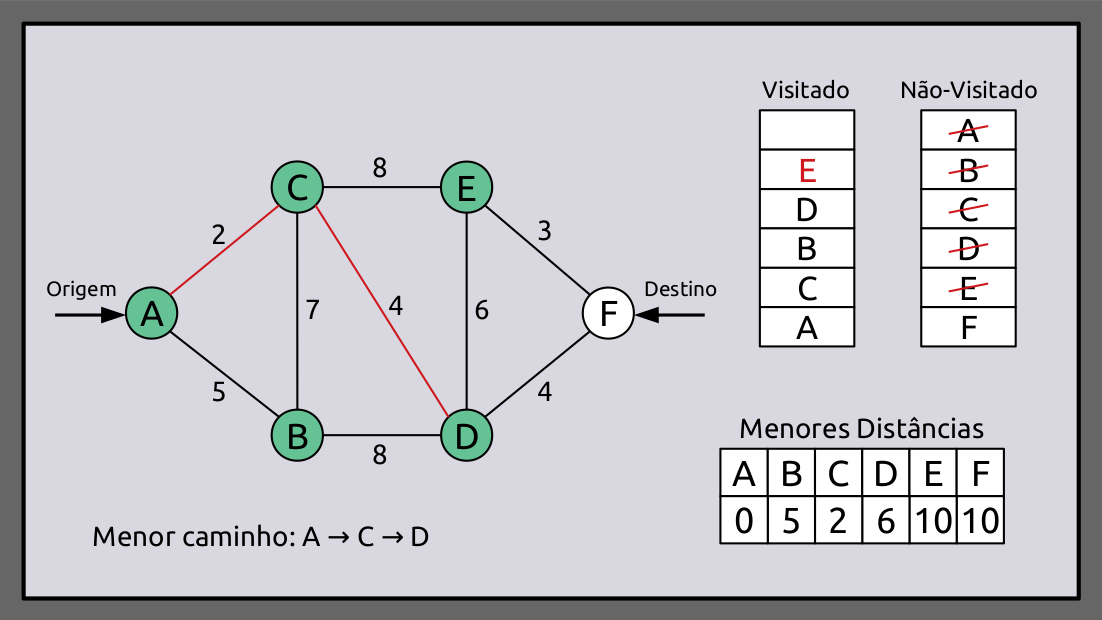 Visitado
Não-Visitado
A
E
B
D
C
B
D
C
E
A
F
C
8
E
2
3
Origem
A
7
4
6
F
Destino
5
4
B
8
D
Menores Distâncias
A B C D E F
0 5 2 6 10 10
Menor caminho: A → C → D